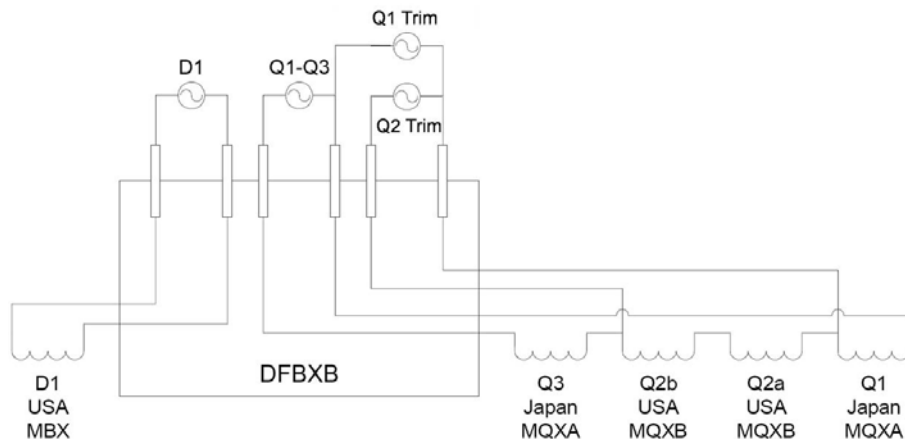 Q1 Trim
D1
Q1-Q3
Q2 Trim
DFBXB
D1
USA
MBX
Q3
Japan
MQXA
Q2b
USA
MQXB
Q2a
USA
MQXB
Q1
Japan
MQXA